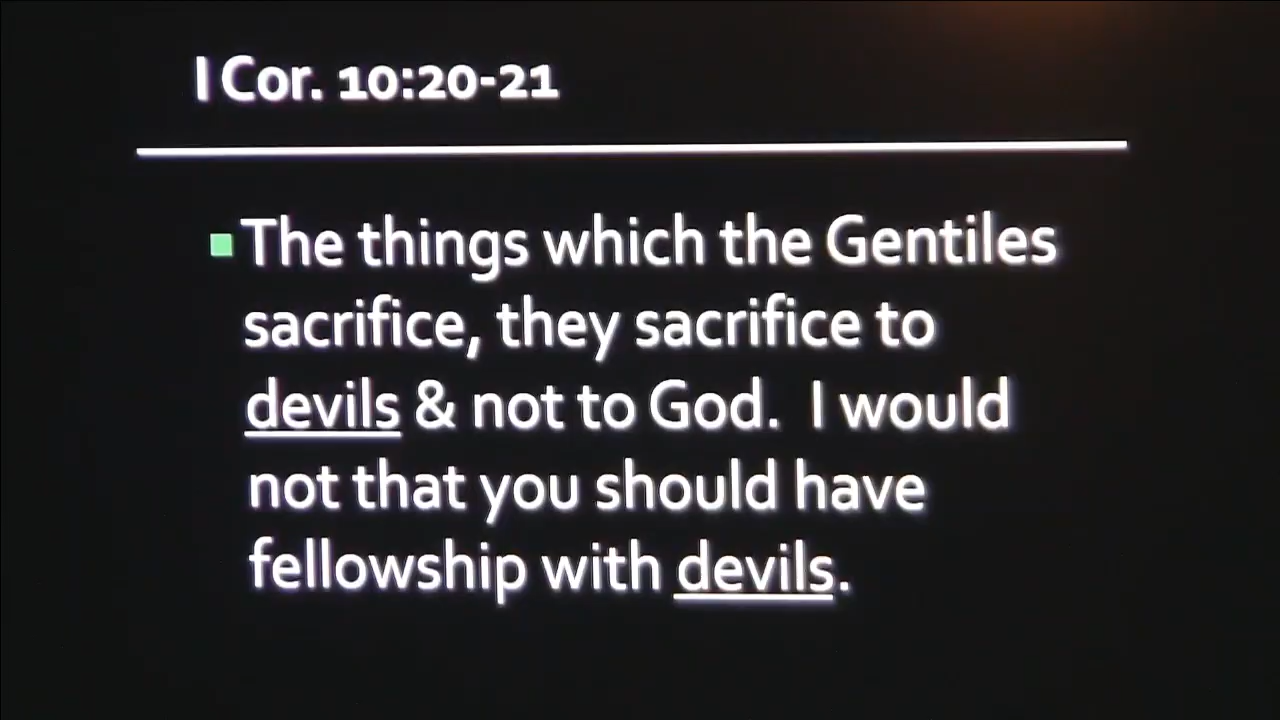 I Cor. 10:20-21
The things which the Gentiles
sacrifice, they sacrifice to
devils & not to God.  I would
not that you should have
fellowship with devils.